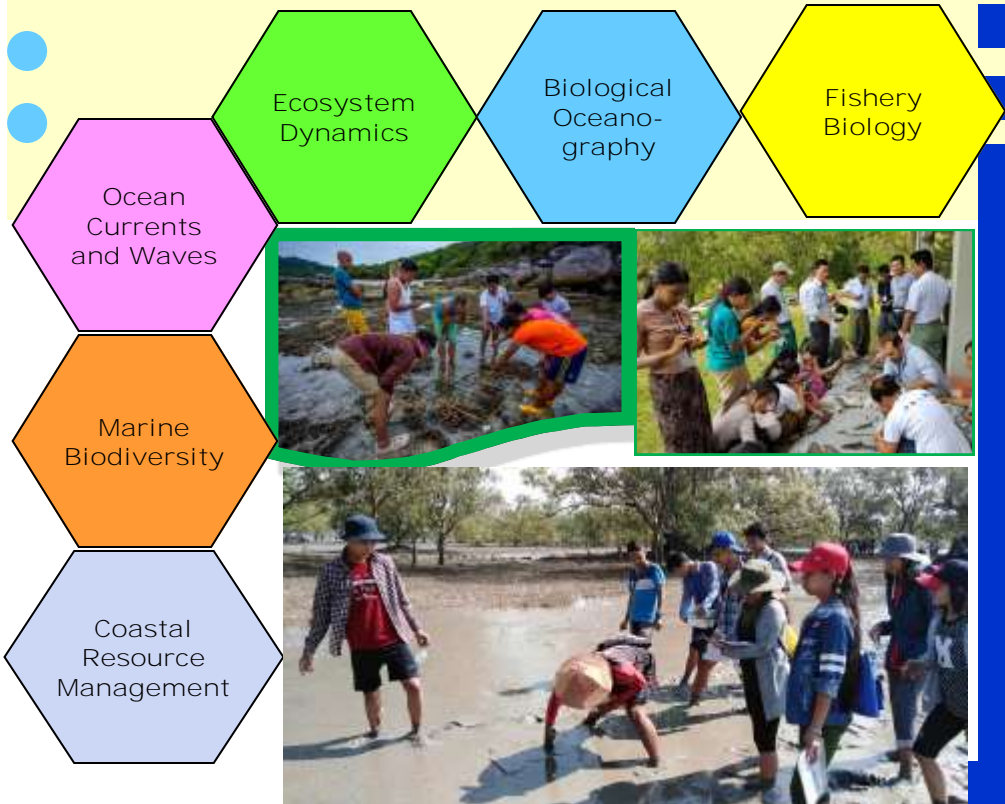 Ecosystem
Dynamics
Biological
Oceano-
graphy
Fishery
Biology
Ocean
Currents
and Waves
Marine
Biodiversity
Coastal
Resource
Management